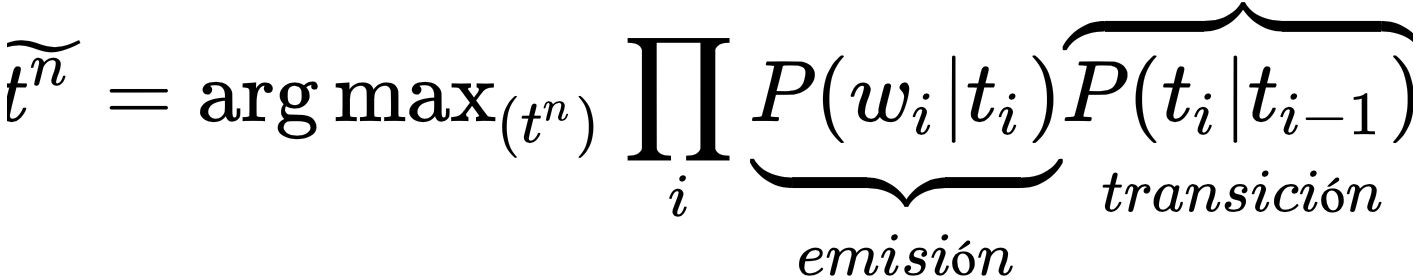 t̃ⁿ = arg max₍tⁿ₎ ∏ᵢ P(wᵢ|tᵢ)P(tᵢ|tᵢ₋₁)
transición
emisión